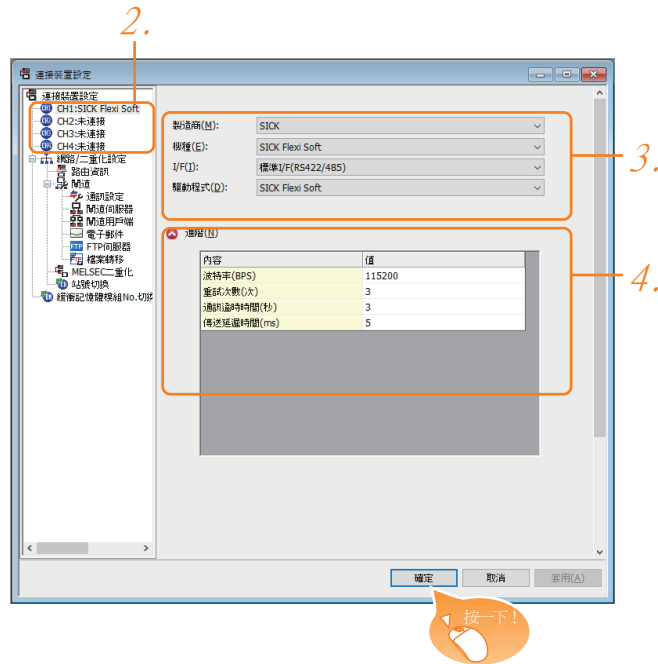 2.
連接裝置設定
連接裝置設定
CH1:SICK Flexi Soft
CH2:未連接
CH3:未連接
CH4:未連接
網路/二重化設定
路由資訊
閘道
通訊設定
閘道伺服器
閘道用戶端
電子郵件
FTP FTP伺服器
檔案轉移
MELSEC二重化
站號切換
緩衝記憶體模組No.切換
製造商(M): SICK
機種(E): SICK Flexi Soft
I/F(I): 標準I/F(RS422/485)
驅動程式(D): SICK Flexi Soft
3.
進階(N)
內容 值
波特率(BPS) 115200
重試次數(次) 3
通訊逾時時間(秒) 3
傳送延遲時間(ms) 5
4.
確定 取消 套用(A)
按一下!